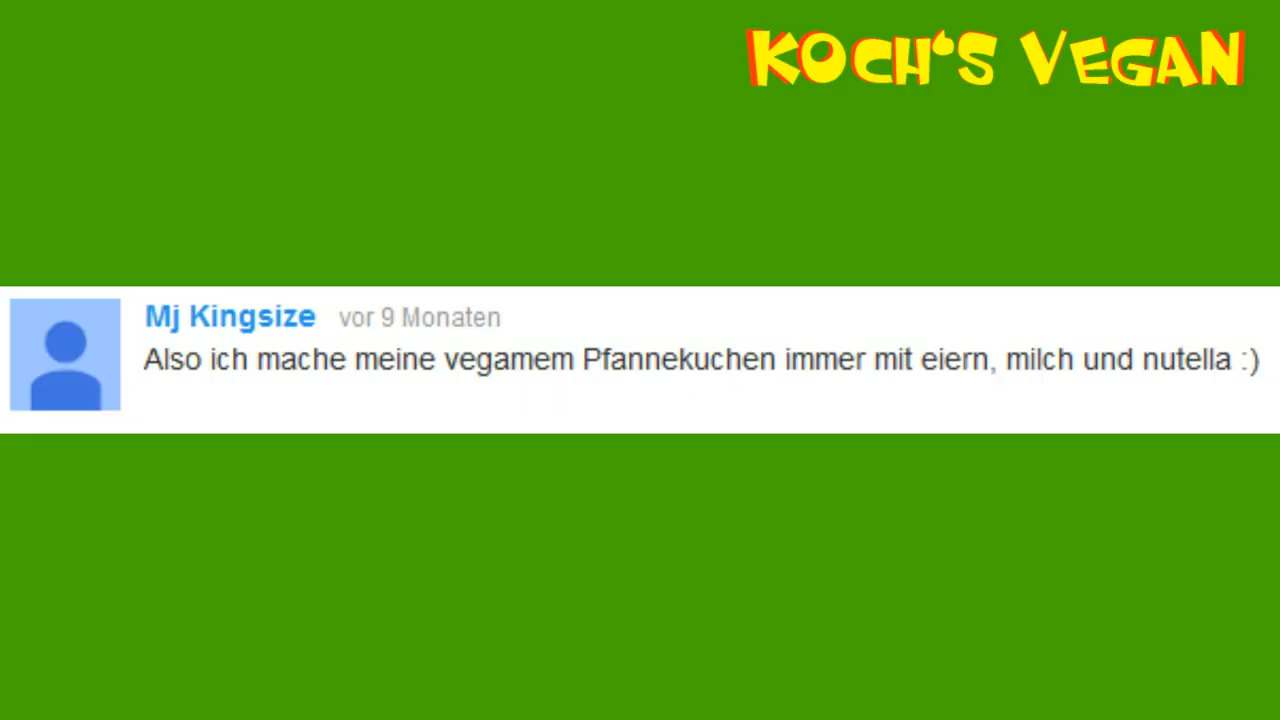 KOCH'S VEGAN
Mj Kingsize vor 9 Monaten
Also ich mache meine vegamem Pfannekuchen immer mit eiern, milch und nutella :)